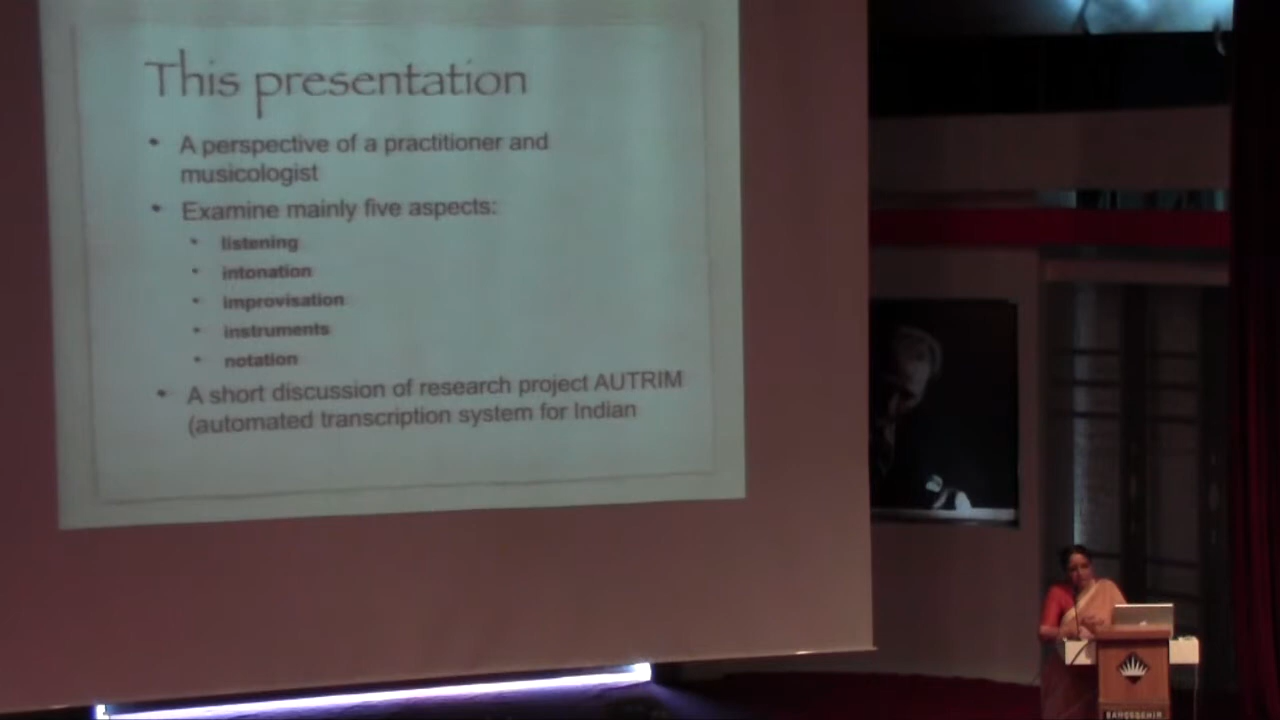 This presentation
• A perspective of a practitioner and
musicologist
• Examine mainly five aspects:
• listening
• intonation
• improvisation
• instruments
• notation
• A short discussion of research project AUTRIM
(automated transcription system for Indian
BAHCESEHIR